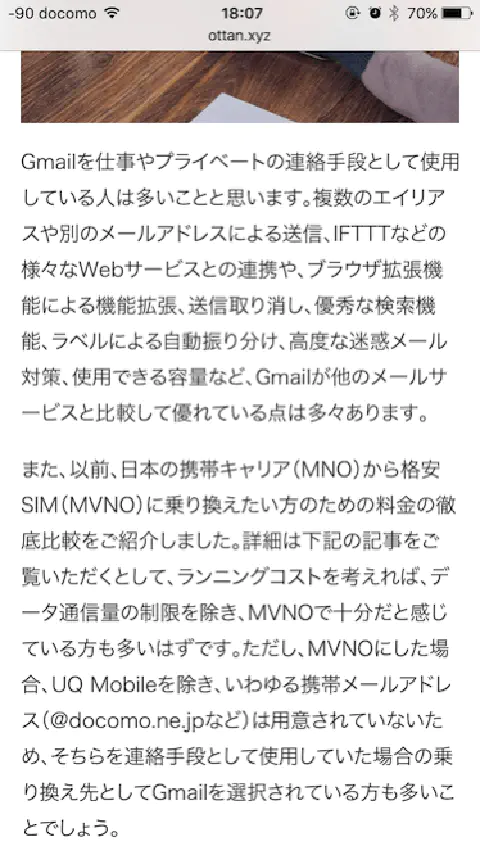 -90 docomo 18:07 70%
ottan.xyz
Gmailを仕事やプライベートの連絡手段として使用
している人は多いことと思います。複数のエイリア
スや別のメールアドレスによる送信、IFTTTなどの
様々なWebサービスとの連携や、ブラウザ拡張機
能による機能拡張、送信取り消し、優秀な検索機
能、ラベルによる自動振り分け、高度な迷惑メール
対策、使用できる容量など、Gmailが他のメールサ
ービスと比較して優れている点は多々あります。
また、以前、日本の携帯キャリア（MNO）から格安
SIM（MVNO）に乗り換えたい方のための料金の徹
底比較をご紹介しました。詳細は下記の記事をご
覧いただくとして、ランニングコストを考えれば、デ
ータ通信量の制限を除き、MVNOで十分だと感じ
ている方も多いはずです。ただし、MVNOにした場
合、UQ Mobileを除き、いわゆる携帯メールアドレ
ス（@docomo.ne.jpなど）は用意されていないた
め、そちらを連絡手段として使用していた場合の乗
り換え先としてGmailを選択されている方も多いこ
とでしょう。